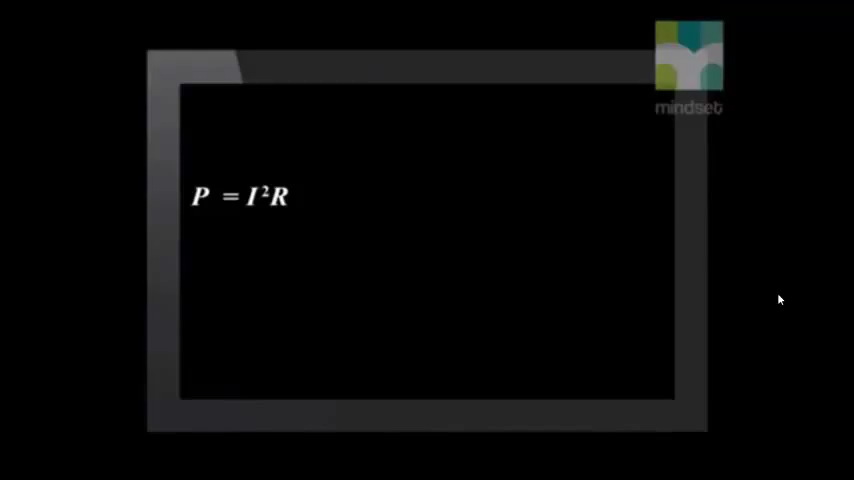 mindset
P = I²R